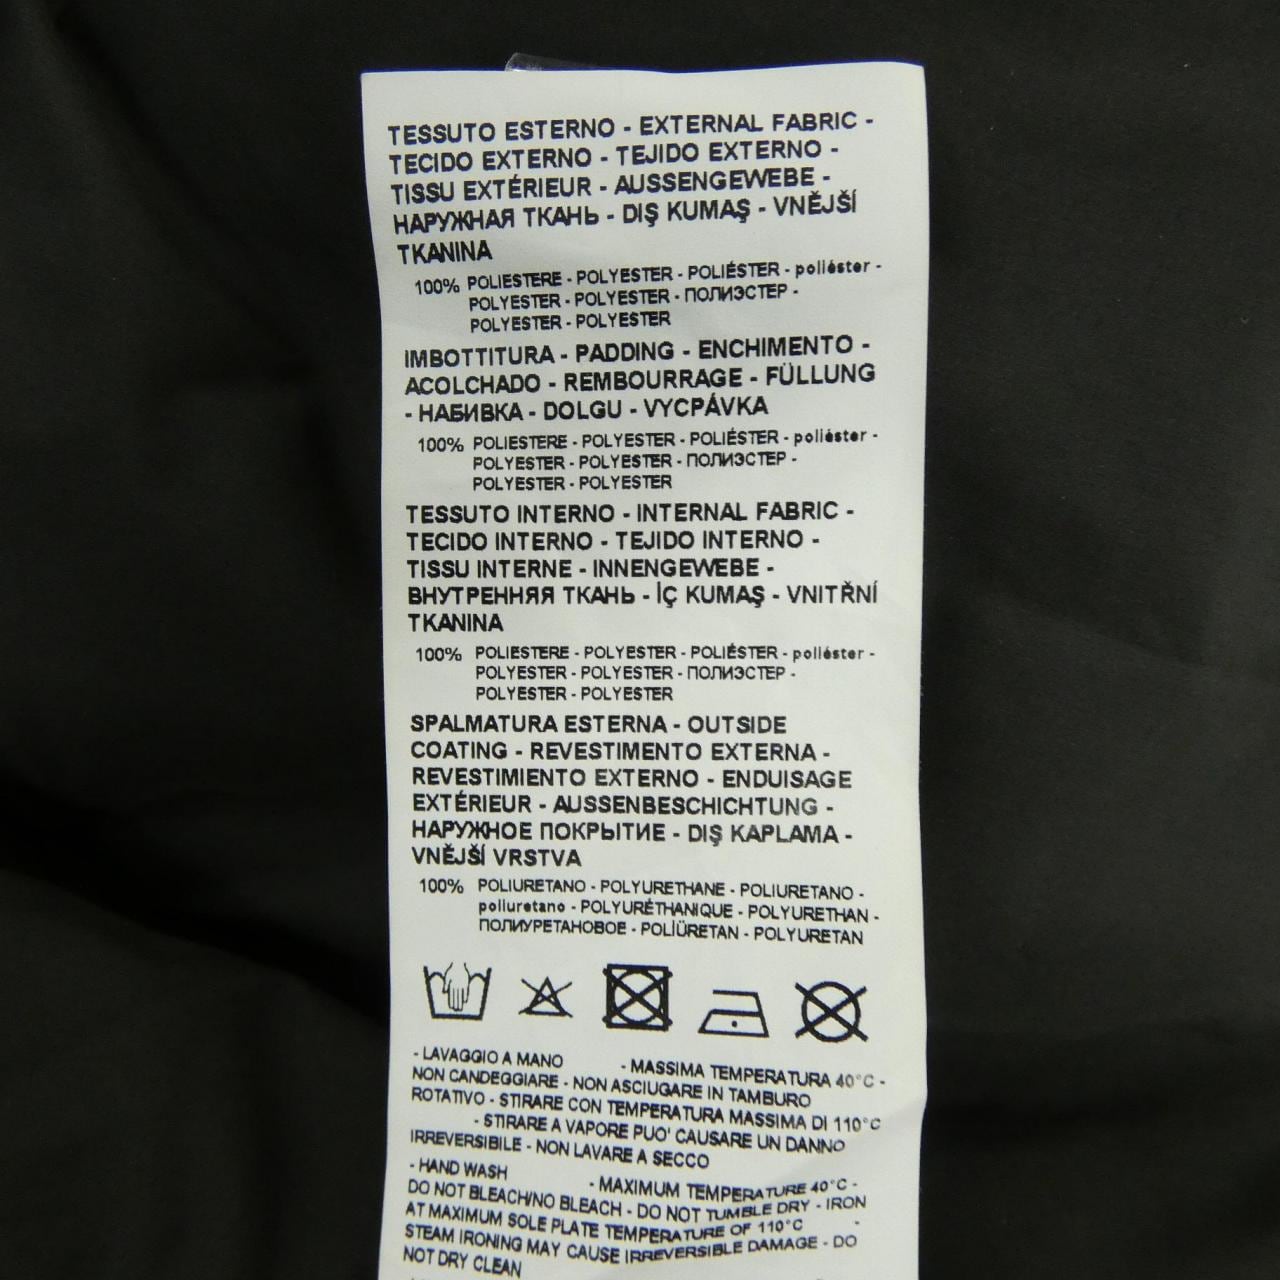 TESSUTO ESTERNO - EXTERNAL FABRIC -
TECIDO EXTERNO - TEJIDO EXTERNO -
TISSU EXTÉRIEUR - AUSSENGEWEBE -
НАРУЖНАЯ ТКАНЬ - DIŞ KUMAŞ - VNĚJŠÍ
TKANINA
100% POLIESTERE - POLYESTER - POLIÉSTER - poliéster -
POLYESTER - POLYESTER - ПОЛИЭСТЕР -
POLYESTER - POLYESTER
IMBOTTITURA - PADDING - ENCHIMENTO -
ACOLCHADO - REMBOURRAGE - FÜLLUNG
- НАБИВКА - DOLGU - VYCPÁVKA
100% POLIESTERE - POLYESTER - POLIÉSTER - poliéster -
POLYESTER - POLYESTER - ПОЛИЭСТЕР -
POLYESTER - POLYESTER
TESSUTO INTERNO - INTERNAL FABRIC -
TECIDO INTERNO - TEJIDO INTERNO -
TISSU INTERNE - INNENGEWEBE -
ВНУТРЕННЯЯ ТКАНЬ - İÇ KUMAŞ - VNITŘNÍ
TKANINA
100% POLIESTERE - POLYESTER - POLIÉSTER - poliéster -
POLYESTER - POLYESTER - ПОЛИЭСТЕР -
POLYESTER - POLYESTER
SPALMATURA ESTERNA - OUTSIDE
COATING - REVESTIMENTO EXTERNA -
REVESTIMIENTO EXTERNO - ENDUISAGE
EXTÉRIEUR - AUSSENBESCHICHTUNG -
НАРУЖНОЕ ПОКРЫТИЕ - DIŞ KAPLAMA -
VNĚJŠÍ VRSTVA
100% POLIURETANO - POLYURETHANE - POLIURETANO -
poliuretano - POLYURÉTHANIQUE - POLYURETHAN -
ПОЛИУРЕТАНОВОЕ - POLİÜRETAN - POLYURETAN
- LAVAGGIO A MANO - MASSIMA TEMPERATURA 40°C -
NON CANDEGGIARE - NON ASCIUGARE IN TAMBURO
ROTATIVO - STIRARE CON TEMPERATURA MASSIMA DI 110°C
- STIRARE A VAPORE PUO' CAUSARE UN DANNO
IRREVERSIBILE - NON LAVARE A SECCO
- HAND WASH - MAXIMUM TEMPERATURE 40°C -
DO NOT BLEACH/NO BLEACH - DO NOT TUMBLE DRY - IRON
AT MAXIMUM SOLE PLATE TEMPERATURE OF 110°C -
STEAM IRONING MAY CAUSE IRREVERSIBLE DAMAGE - DO
NOT DRY CLEAN